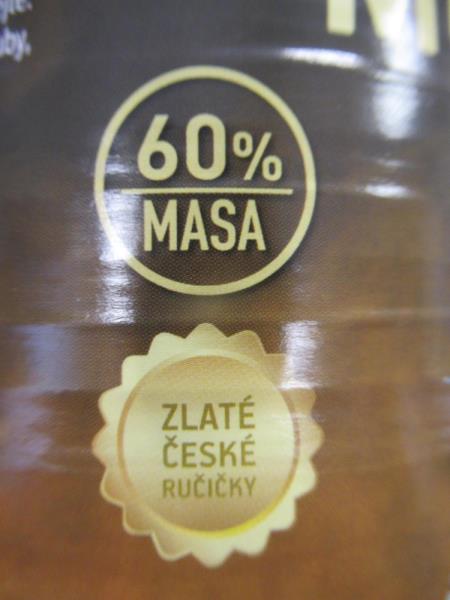 60%
MASA
ZLATÉ
ČESKÉ
RUČIČKY